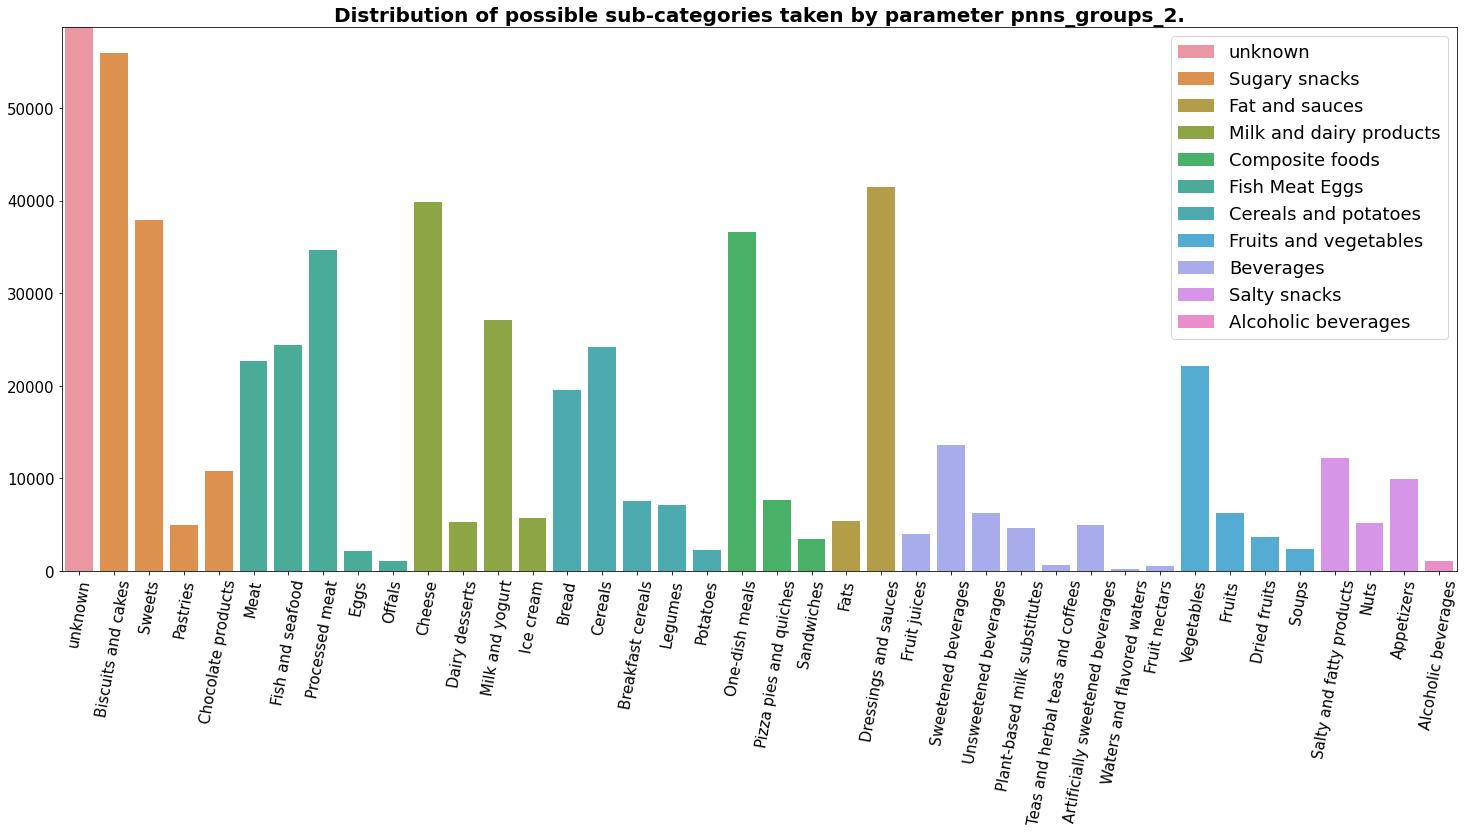 Distribution of possible sub-categories taken by parameter pnns_groups_2.
50000
40000
30000
20000
10000
0
unknown
Sugary snacks
Fat and sauces
Milk and dairy products
Composite foods
Fish Meat Eggs
Cereals and potatoes
Fruits and vegetables
Beverages
Salty snacks
Alcoholic beverages
unknown
Biscuits and cakes
Sweets
Pastries
Chocolate products
Meat
Fish and seafood
Processed meat
Eggs
Offals
Cheese
Dairy desserts
Milk and yogurt
Ice cream
Bread
Cereals
Breakfast cereals
Legumes
Potatoes
One-dish meals
Pizza pies and quiches
Sandwiches
Fats
Dressings and sauces
Fruit juices
Sweetened beverages
Unsweetened beverages
Plant-based milk substitutes
Teas and herbal teas and coffees
Artificially sweetened beverages
Waters and flavored waters
Fruit nectars
Vegetables
Fruits
Dried fruits
Soups
Salty and fatty products
Nuts
Appetizers
Alcoholic beverages